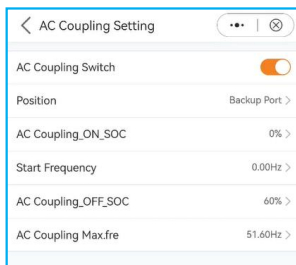 AC Coupling Setting
AC Coupling Switch
Position Backup Port >
AC Coupling_ON_SOC 0% >
Start Frequency 0.00Hz >
AC Coupling_OFF_SOC 60% >
AC Coupling Max.fre 51.60Hz >